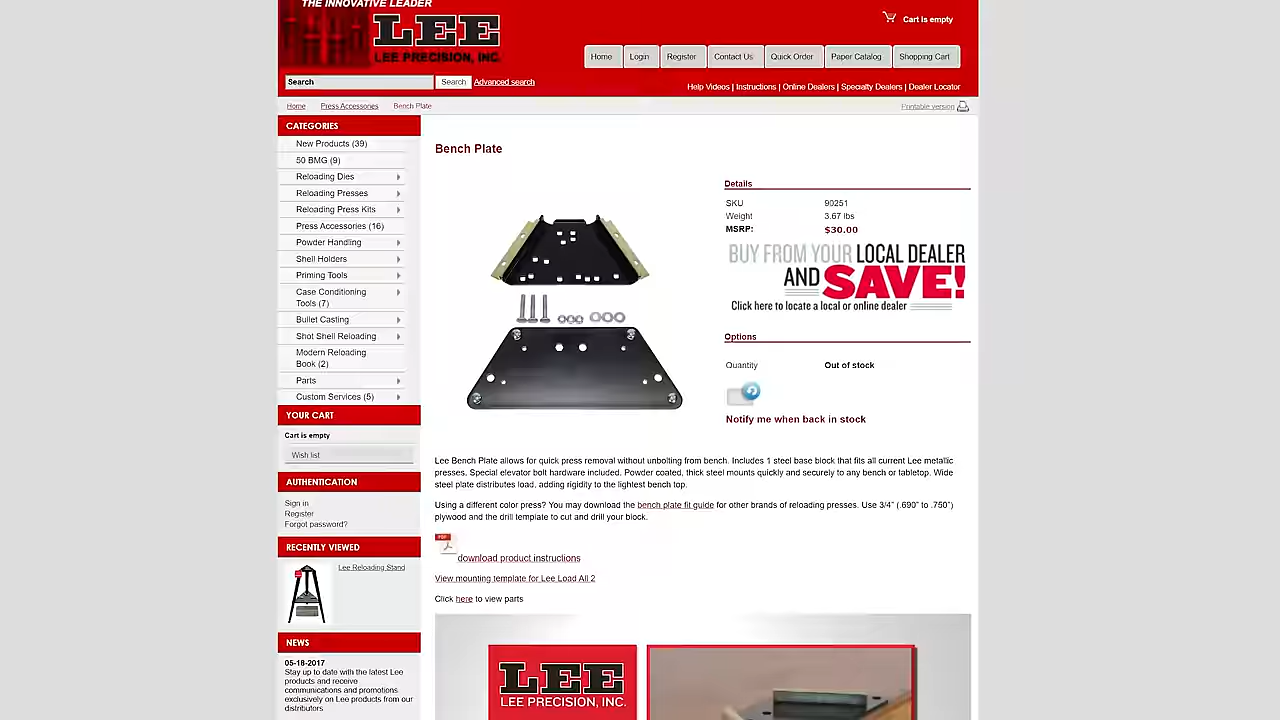 THE INNOVATIVE LEADER
LEE
LEE PRECISION, INC.
Cart is empty
Home
Login
Register
Contact Us
Quick Order
Paper Catalog
Shopping Cart
Search
Search
Advanced search
Help Videos | Instructions | Online Dealers | Specialty Dealers | Dealer Locator
Home
Press Accessories
Bench Plate
Printable version
CATEGORIES
New Products (39)
50 BMG (9)
Reloading Dies
Reloading Presses
Reloading Press Kits
Press Accessories (16)
Powder Handling
Shell Holders
Priming Tools
Case Conditioning
Tools (7)
Bullet Casting
Shot Shell Reloading
Modern Reloading
Book (2)
Parts
Custom Services (5)
YOUR CART
Cart is empty
Wish list
AUTHENTICATION
Sign in
Register
Forgot password?
RECENTLY VIEWED
Lee Reloading Stand
NEWS
05-18-2017
Stay up to date with the latest Lee
products and receive
communications and promotions
exclusively on Lee products from our
distributors
Bench Plate
Details
SKU 90251
Weight 3.67 lbs
MSRP: $30.00
BUY FROM YOUR LOCAL DEALER
AND SAVE!
Click here to locate a local or online dealer
Options
Quantity Out of stock
Notify me when back in stock
Lee Bench Plate allows for quick press removal without unbolting from bench. Includes 1 steel base block that fits all current Lee metallic
presses. Special elevator bolt hardware included. Powder coated, thick steel mounts quickly and securely to any bench or tabletop. Wide
steel plate distributes load, adding rigidity to the lightest bench top.
Using a different color press? You may download the bench plate fit guide for other brands of reloading presses. Use 3/4" (.690" to .750")
plywood and the drill template to cut and drill your block.
PDF
download product instructions
View mounting template for Lee Load All 2
Click here to view parts
LEE
LEE PRECISION, INC.